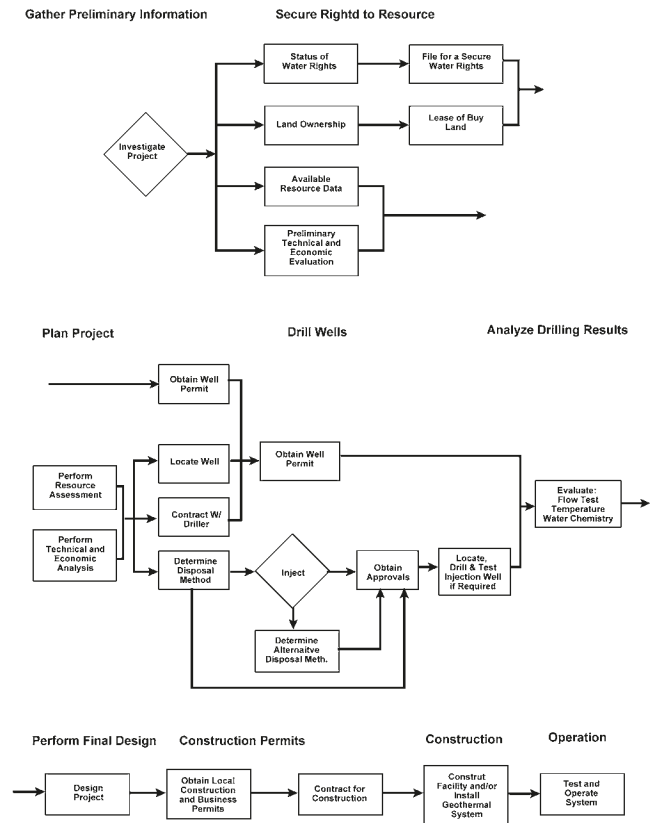 Gather Preliminary Information
Secure Rightd to Resource
Status of
Water Rights
File for a Secure
Water Rights
Investigate
Project
Land Ownership
Lease of Buy
Land
Available
Resource Data
Preliminary
Technical and
Economic
Evaluation
Plan Project
Drill Wells
Analyze Drilling Results
Obtain Well
Permit
Locate Well
Obtain Well
Permit
Perform
Resource
Assessment
Contract W/
Driller
Evaluate:
Flow Test
Temperature
Water Chemistry
Perform
Technical and
Economic
Analysis
Determine
Disposal
Method
Inject
Obtain
Approvals
Locate,
Drill & Test
Injection Well
if Required
Determine
Alternaitve
Disposal Meth.
Perform Final Design
Construction Permits
Construction
Operation
Design
Project
Obtain Local
Construction
and Business
Permits
Contract for
Construction
Construt
Facility and/or
Install
Geothermal
System
Test and
Operate
System